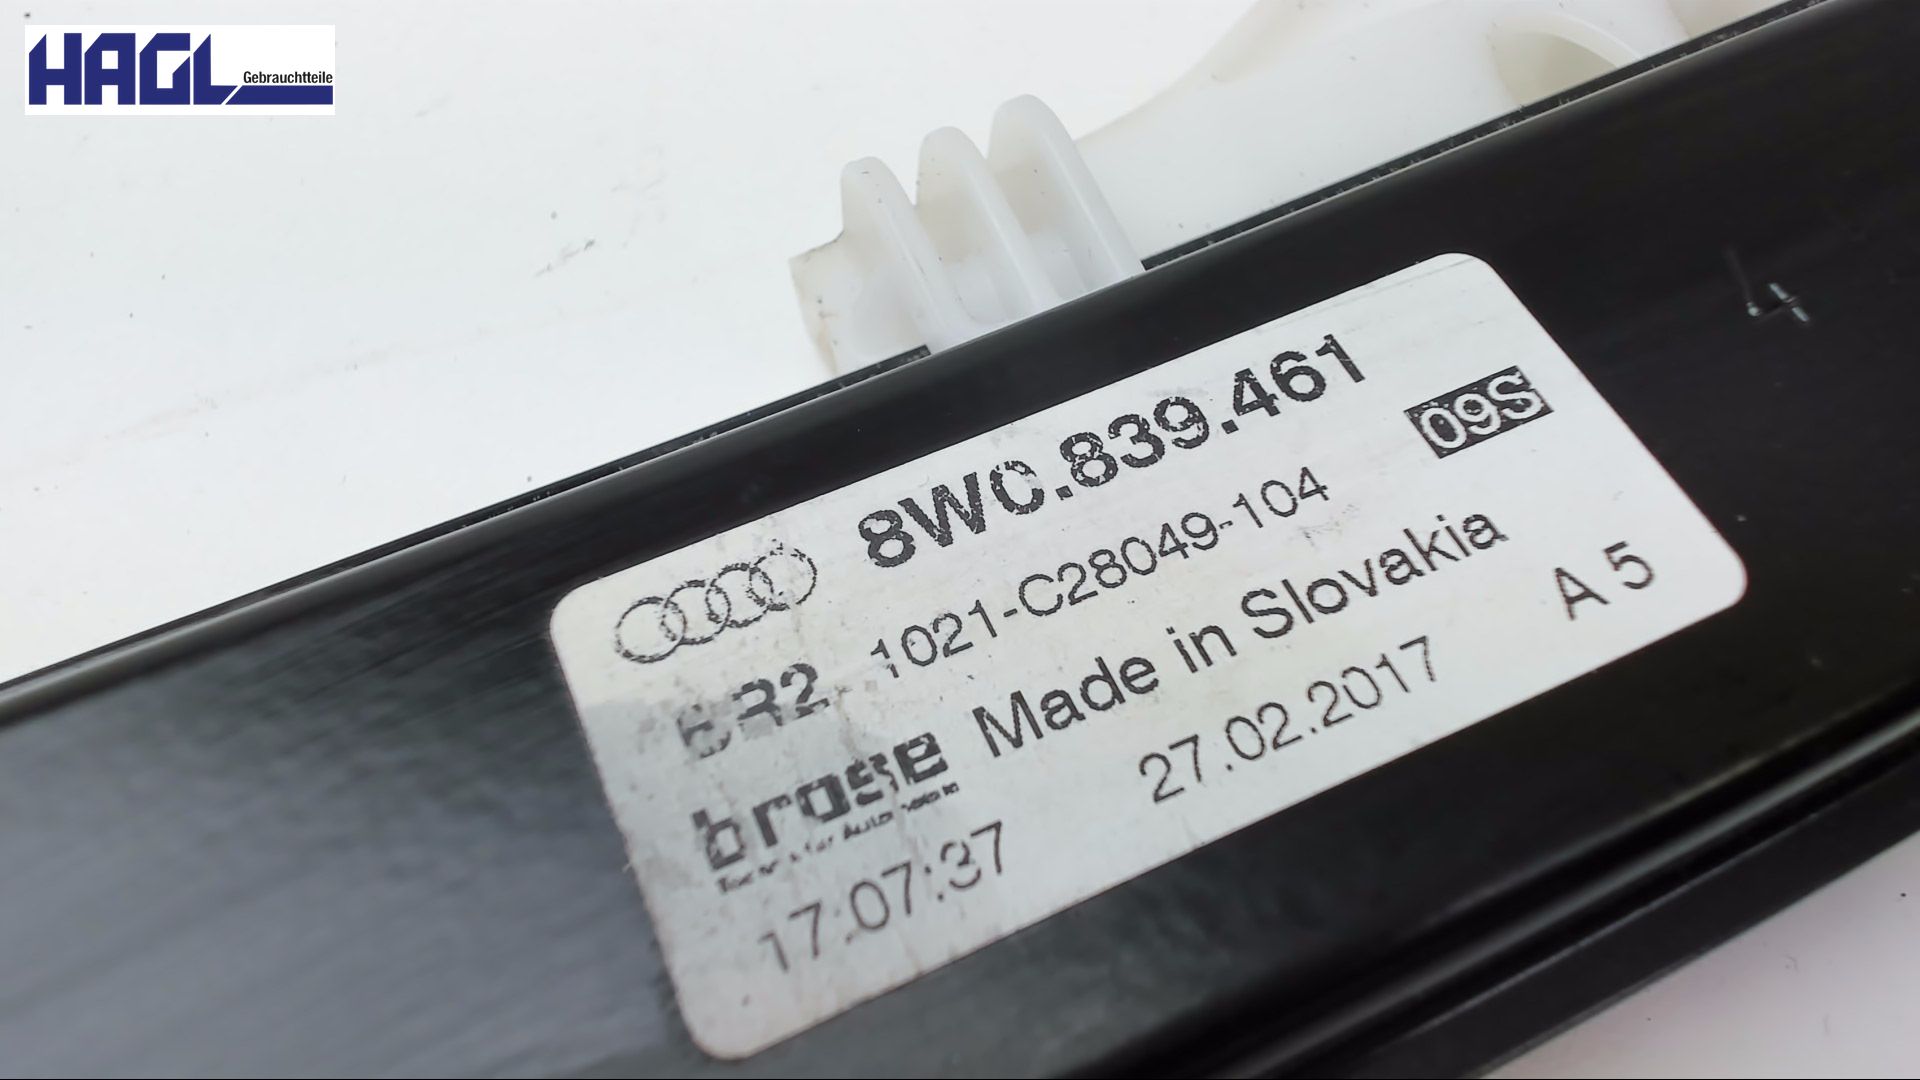 HAGL
Gebrauchtteile
8W0.839.461
09S
1021-C28049-104
brose Made in Slovakia
17:07:37 27.02.2017 A 5